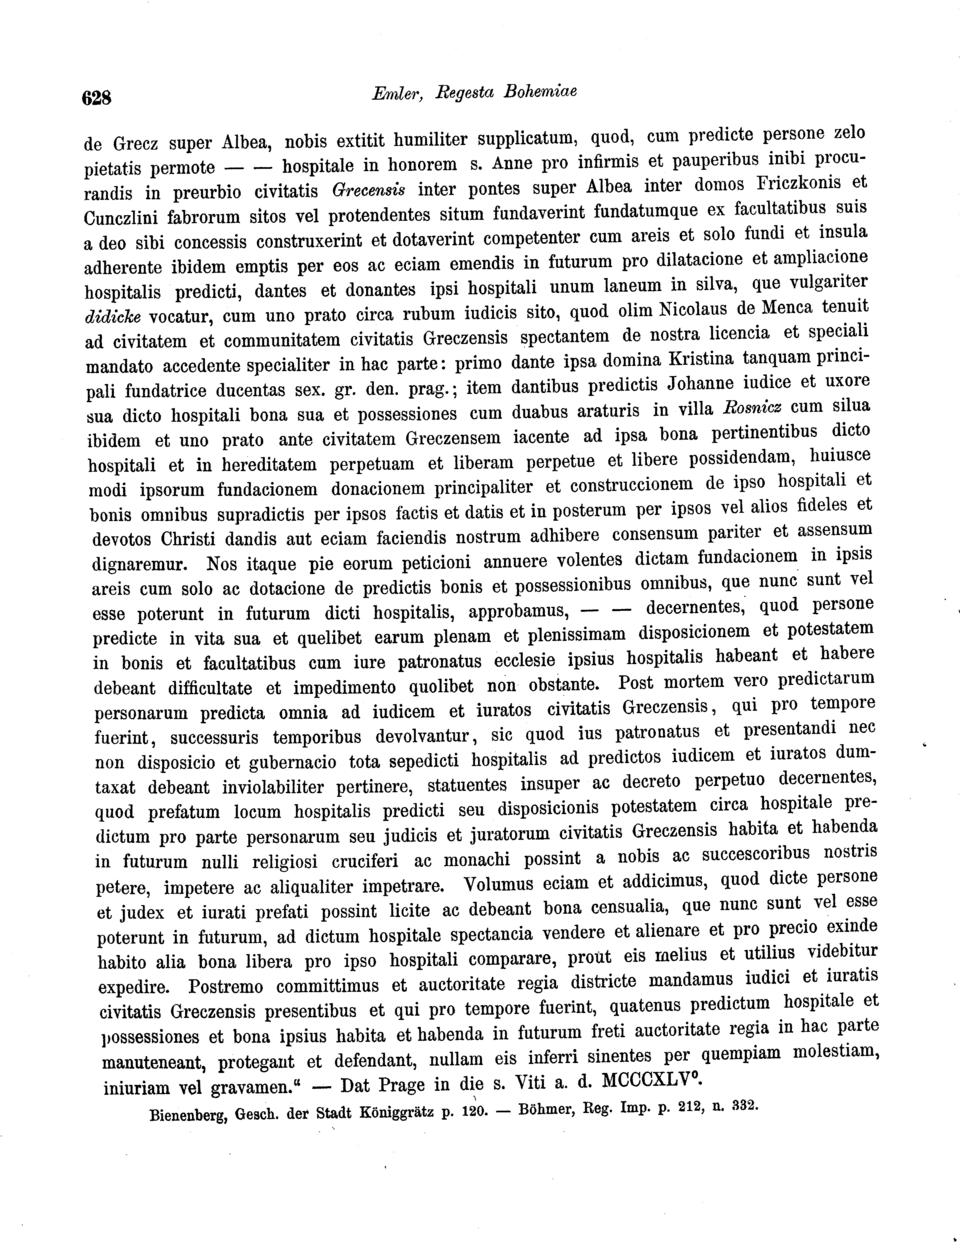 628
Emler, Regesta Bohemiae
de Grecz super Albea, nobis extitit humiliter supplicatum, quod, cum predicte persone zelo
pietatis permote — — hospitale in honorem s. Anne pro infirmis et pauperibus inibi procu-
randis in preurbio civitatis Grecensis inter pontes super Albea inter domos Friczkonis et
Cunczlini fabrorum sitos vel protendentes situm fundaverint fundatumque ex facultatibus suis
a deo sibi concessis construxerint et dotaverint competenter cum areis et solo fundi et insula
adherente ibidem emptis per eos ac eciam emendis in futurum pro dilatacione et ampliacione
hospitalis predicti, dantes et donantes ipsi hospitali unum laneum in silva, que vulgariter
didicke vocatur, cum uno prato circa rubum iudicis sito, quod olim Nicolaus de Menca tenuit
ad civitatem et communitatem civitatis Greczensis spectantem de nostra licencia et speciali
mandato accedente specialiter in hac parte: primo dante ipsa domina Kristina tanquam princi-
pali fundatrice ducentas sex. gr. den. prag.; item dantibus predictis Johanne iudice et uxore
sua dicto hospitali bona sua et possessiones cum duabus araturis in villa Rosnicz cum silua
ibidem et uno prato ante civitatem Greczensem iacente ad ipsa bona pertinentibus dicto
hospitali et in hereditatem perpetuam et liberam perpetue et libere possidendam, huiusce
modi ipsorum fundacionem donacionem principaliter et construccionem de ipso hospitali et
bonis omnibus supradictis per ipsos factis et datis et in posterum per ipsos vel alios fideles et
devotos Christi dandis aut eciam faciendis nostrum adhibere consensum pariter et assensum
dignaremur. Nos itaque pie eorum peticioni annuere volentes dictam fundacionem in ipsis
areis cum solo ac dotacione de predictis bonis et possessionibus omnibus, que nunc sunt vel
esse poterunt in futurum dicti hospitalis, approbamus, — — decernentes, quod persone
predicte in vita sua et quelibet earum plenam et plenissimam disposicionem et potestatem
in bonis et facultatibus cum iure patronatus ecclesie ipsius hospitalis habeant et habere
debeant difficultate et impedimento quolibet non obstante. Post mortem vero predictarum
personarum predicta omnia ad iudicem et iuratos civitatis Greczensis, qui pro tempore
fuerint, successuris temporibus devolvantur, sic quod ius patronatus et presentandi nec
non disposicio et gubernacio tota sepedicti hospitalis ad predictos iudicem et iuratos dum-
taxat debeant inviolabiliter pertinere, statuentes insuper ac decreto perpetuo decernentes,
quod prefatum locum hospitalis predicti seu disposicionis potestatem circa hospitale pre-
dictum pro parte personarum seu judicis et juratorum civitatis Greczensis habita et habenda
in futurum nulli religiosi cruciferi ac monachi possint a nobis ac succescoribus nostris
petere, impetere ac aliqualiter impetrare. Volumus eciam et addicimus, quod dicte persone
et judex et iurati prefati possint licite ac debeant bona censualia, que nunc sunt vel esse
poterunt in futurum, ad dictum hospitale spectancia vendere et alienare et pro precio exinde
habito alia bona libera pro ipso hospitali comparare, prout eis melius et utilius videbitur
expedire. Postremo committimus et auctoritate regia districte mandamus iudici et iuratis
civitatis Greczensis presentibus et qui pro tempore fuerint, quatenus predictum hospitale et
possessiones et bona ipsius habita et habenda in futurum freti auctoritate regia in hac parte
manuteneant, protegant et defendant, nullam eis inferri sinentes per quempiam molestiam,
iniuriam vel gravamen.“ — Dat Prage in die s. Viti a. d. MCCCXLV⁰.
Bienenberg, Gesch. der Stadt Königgrätz p. 120. — Böhmer, Reg. Imp. p. 212, n. 332.